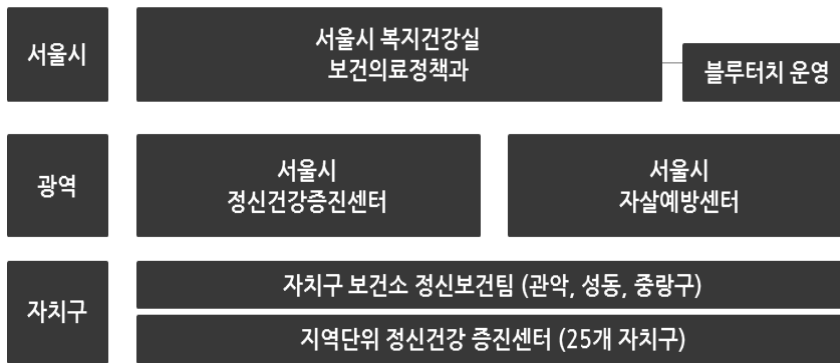 서울시
서울시 복지건강실
보건의료정책과
블루터치 운영
광역
서울시
정신건강증진센터
서울시
자살예방센터
자치구
자치구 보건소 정신보건팀 (관악, 성동, 중랑구)
지역단위 정신건강 증진센터 (25개 자치구)